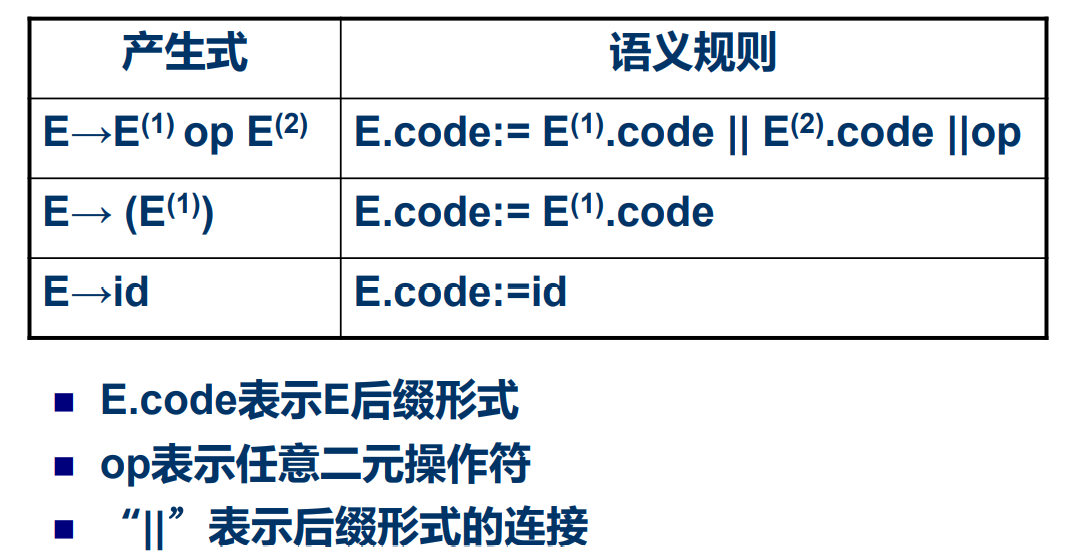 产生式 语义规则
E→E⁽¹⁾ op E⁽²⁾ E.code:= E⁽¹⁾.code || E⁽²⁾.code ||op
E→ (E⁽¹⁾) E.code:= E⁽¹⁾.code
E→id E.code:=id
■ E.code表示E后缀形式
■ op表示任意二元操作符
■ “||”表示后缀形式的连接